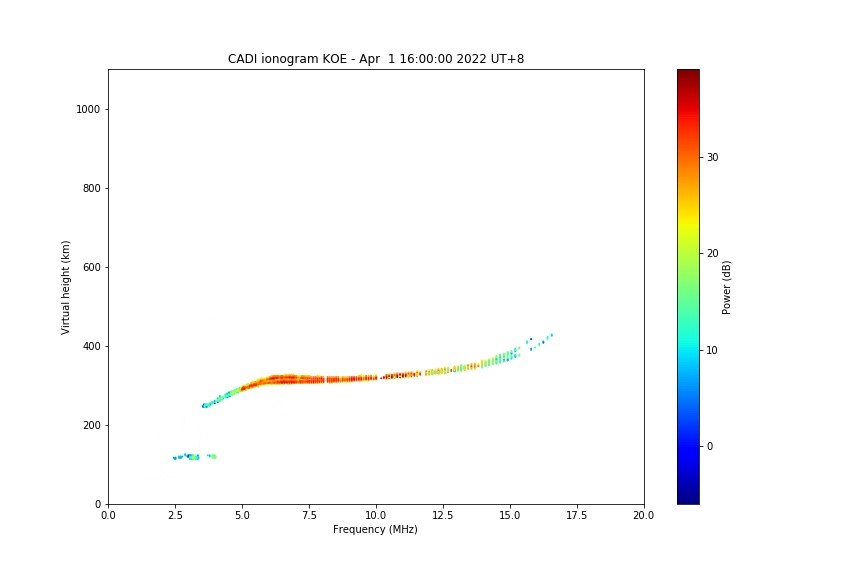 CADI ionogram KOE - Apr  1 16:00:00 2022 UT+8
1000
800
600
400
200
0
Virtual height (km)
0.0 2.5 5.0 7.5 10.0 12.5 15.0 17.5 20.0
Frequency (MHz)
30
20
10
0
Power (dB)